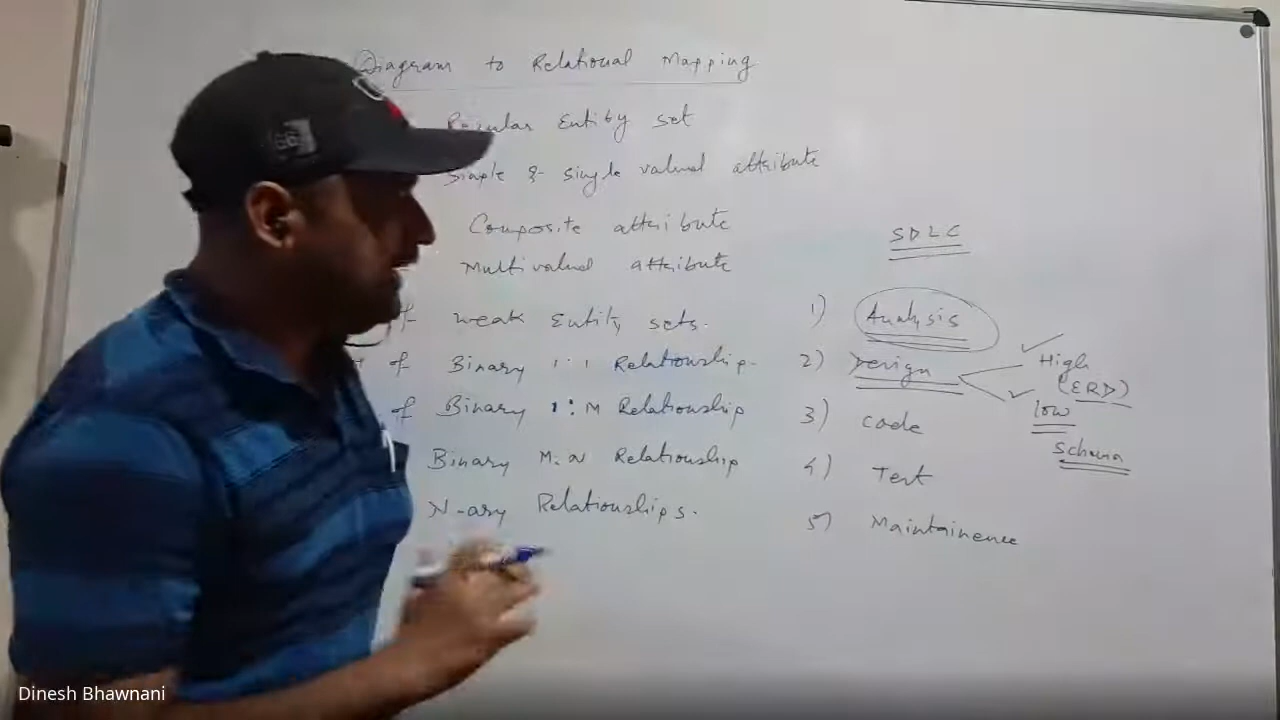 Diagram to Relational Mapping
Regular Entity set
Simple & single valued attribute
Composite attribute
Multivalued attribute
of weak Entity sets.
of Binary 1:1 Relationship.
of Binary 1:M Relationship
Binary M:N Relationship
N-ary Relationships.
SDLC
1) Analysis
2) Design
High
(ERD)
low
Schema
3) Code
4) Test
5) Maintainence
66
Dinesh Bhawnani